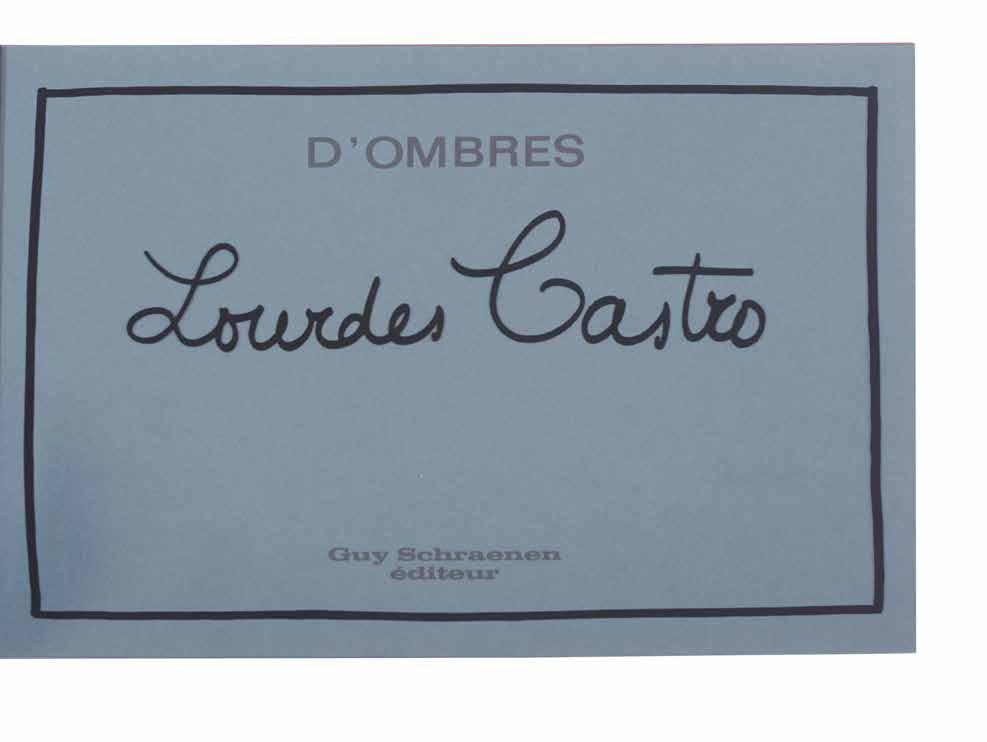 D'OMBRES
Lourdes Castro
Guy Schraenen
éditeur